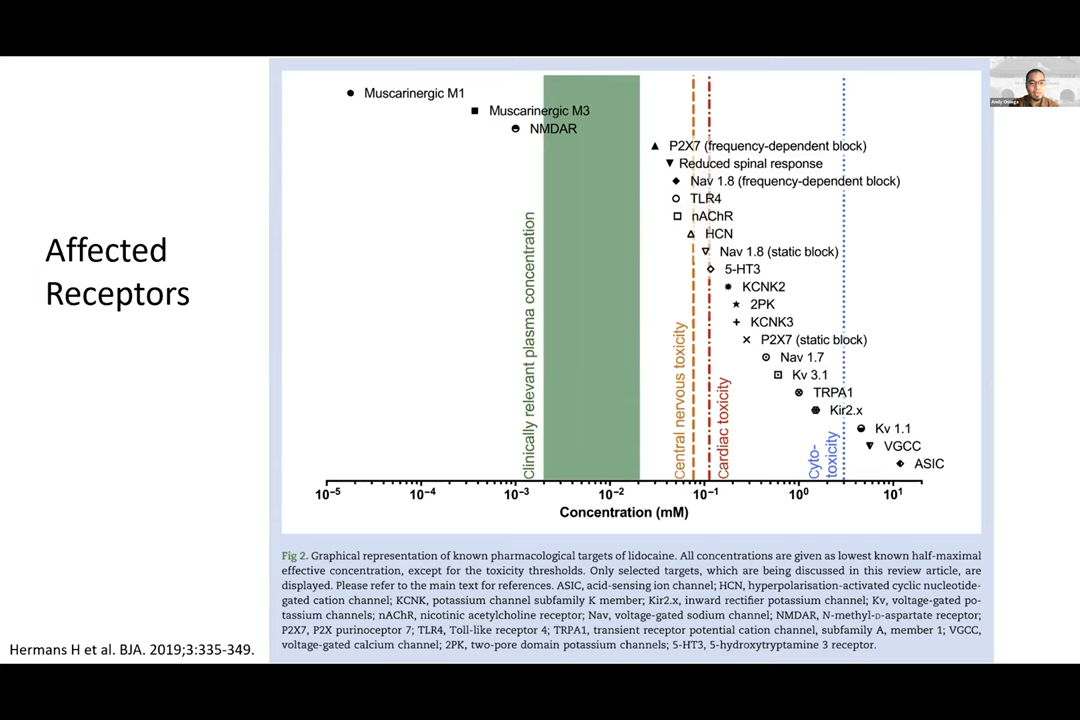 Affected
Receptors
Muscarinergic M1
Muscarinergic M3
NMDAR
P2X7 (frequency-dependent block)
Reduced spinal response
Nav 1.8 (frequency-dependent block)
TLR4
nAChR
HCN
Nav 1.8 (static block)
5-HT3
KCNK2
2PK
KCNK3
P2X7 (static block)
Nav 1.7
Kv 3.1
TRPA1
Kir2.x
Kv 1.1
VGCC
ASIC
Clinically relevant plasma concentration
Central nervous toxicity
Cardiac toxicity
Cyto-
toxicity
10⁻⁵ 10⁻⁴ 10⁻³ 10⁻² 10⁻¹ 10⁰ 10¹
Concentration (mM)
Fig 2. Graphical representation of known pharmacological targets of lidocaine. All concentrations are given as lowest known half-maximal
effective concentration, except for the toxicity thresholds. Only selected targets, which are being discussed in this review article, are
displayed. Please refer to the main text for references. ASIC, acid-sensing ion channel; HCN, hyperpolarisation-activated cyclic nucleotide-
gated cation channel; KCNK, potassium channel subfamily K member; Kir2.x, inward rectifier potassium channel; Kv, voltage-gated po-
tassium channels; nAChR, nicotinic acetylcholine receptor; Nav, voltage-gated sodium channel; NMDAR, N-methyl-D-aspartate receptor;
P2X7, P2X purinoceptor 7; TLR4, Toll-like receptor 4; TRPA1, transient receptor potential cation channel, subfamily A, member 1; VGCC,
voltage-gated calcium channel; 2PK, two-pore domain potassium channels; 5-HT3, 5-hydroxytryptamine 3 receptor.
Hermans H et al. BJA. 2019;3:335-349.
Andy Omega